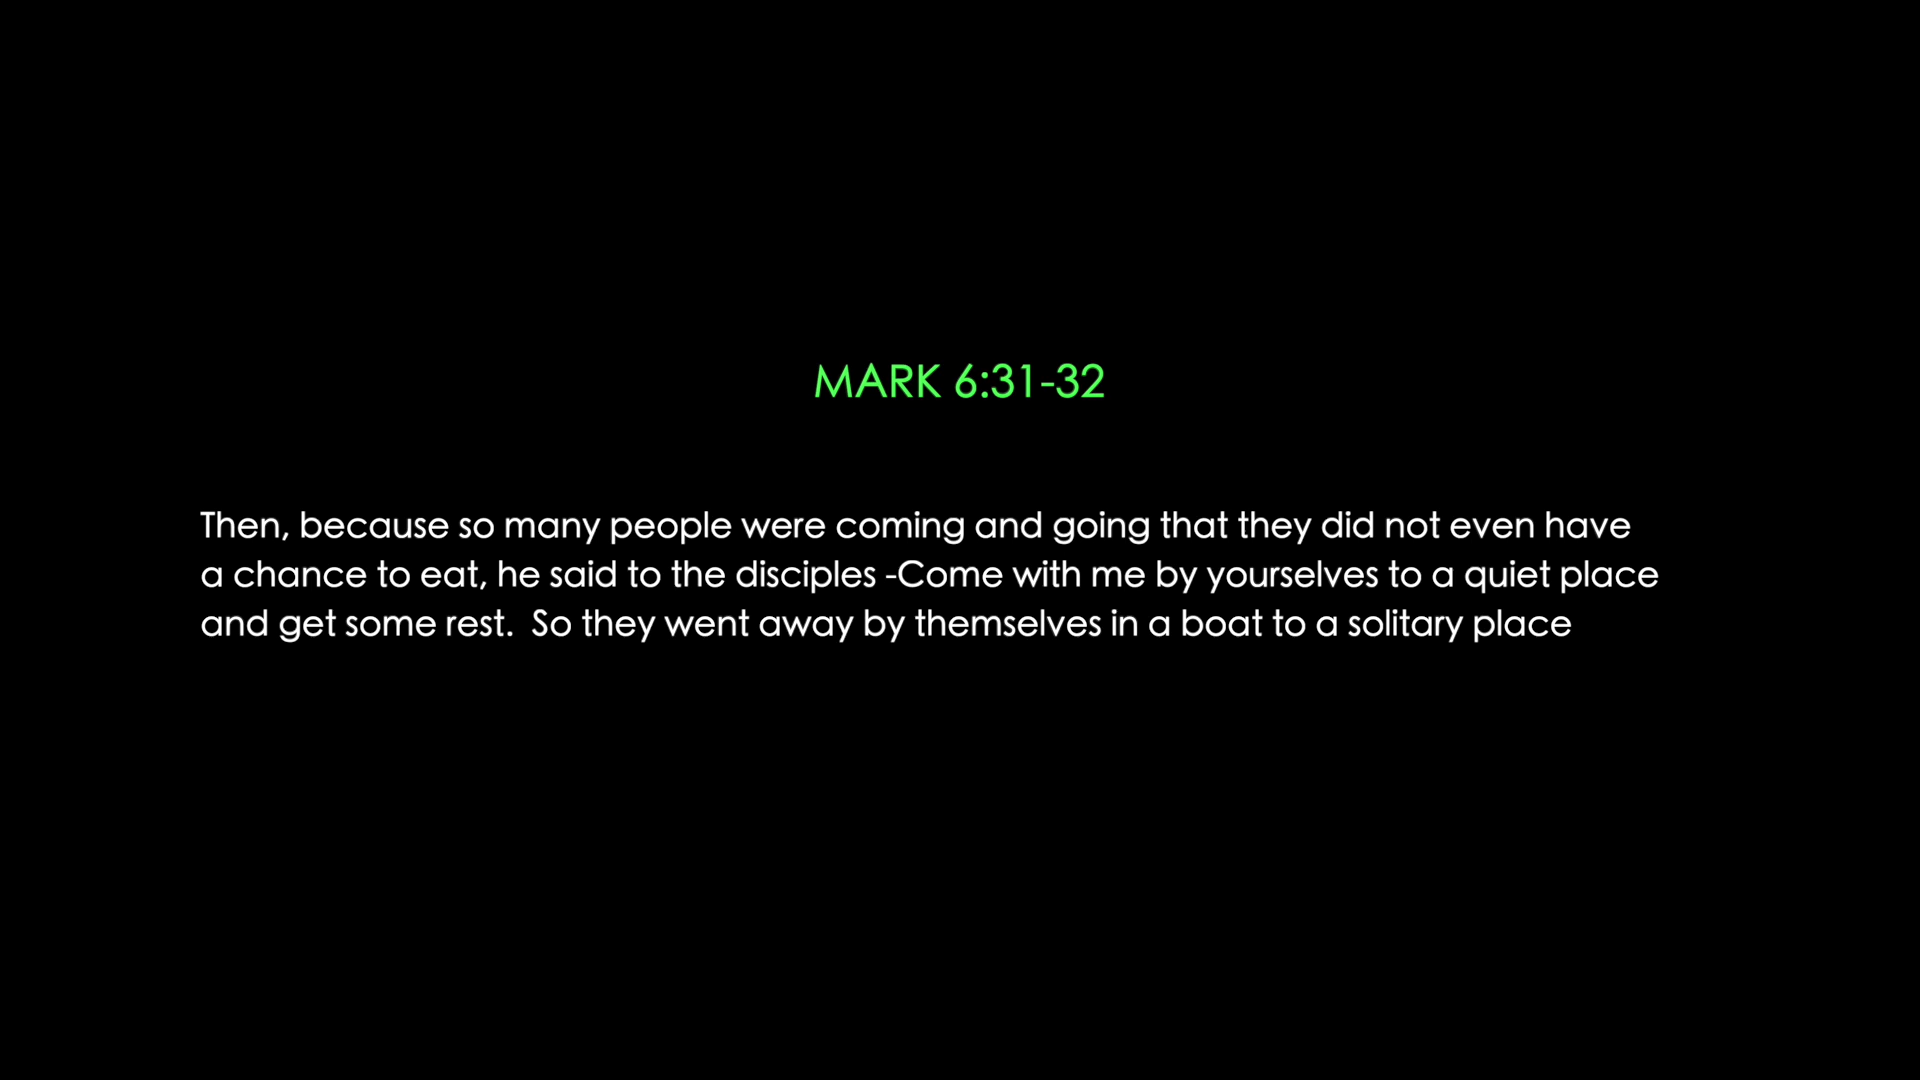 MARK 6:31-32
Then, because so many people were coming and going that they did not even have
a chance to eat, he said to the disciples -Come with me by yourselves to a quiet place
and get some rest.  So they went away by themselves in a boat to a solitary place